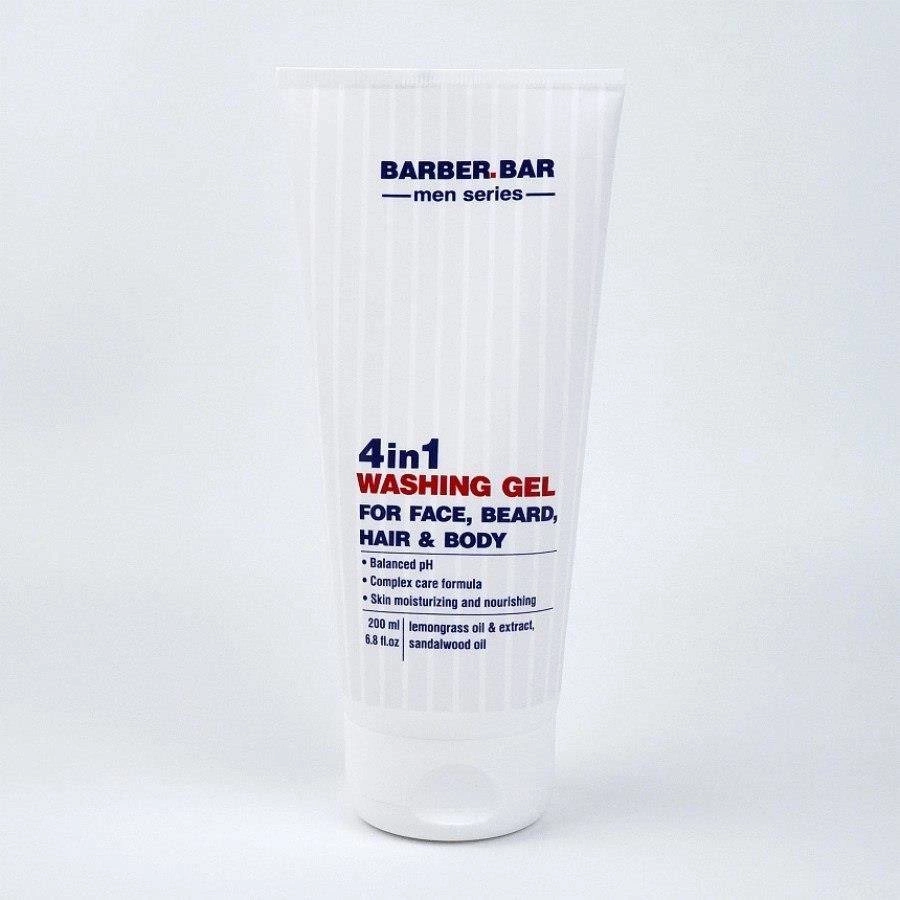 BARBER.BAR
men series
4in1
WASHING GEL
FOR FACE, BEARD,
HAIR & BODY
• Balanced pH
• Complex care formula
• Skin moisturizing and nourishing
200 ml
6.8 fl.oz
lemongrass oil & extract,
sandalwood oil